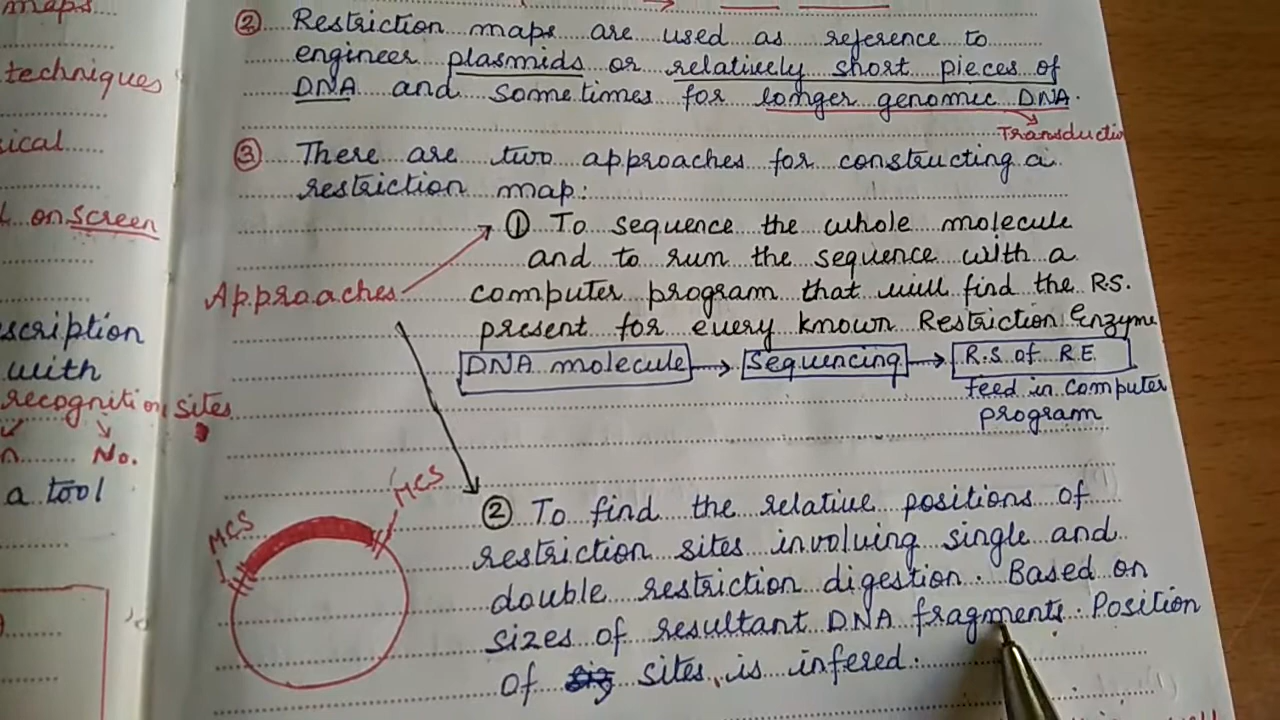 maps
techniques
ical
on screen
scription
with
recognition sites
No.
a tool
② Restriction maps are used as reference to
engineer plasmids or relatively short pieces of
DNA and sometimes for longer genomic DNA.
Transductio
③ There are two approaches for constructing a
restriction map:
Approaches
① To sequence the whole molecule
and to run the sequence with a
computer program that will find the R.S.
present for every known Restriction Enzyme
DNA molecule → Sequencing → R.S. of R.E.
feed in computer
program
MCS
MCS
② To find the relative positions of
restriction sites involving single and
double restriction digestion. Based on
sizes of resultant DNA fragments. Position
of sites, is infered.